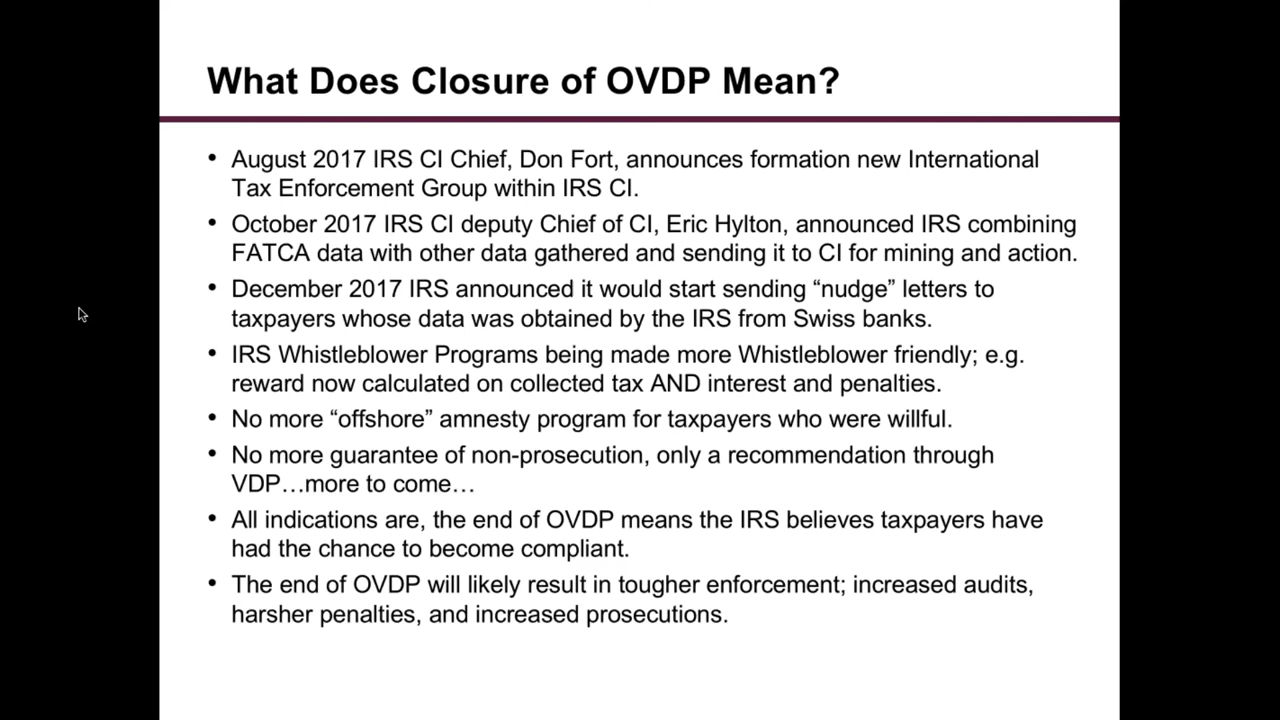 What Does Closure of OVDP Mean?
• August 2017 IRS CI Chief, Don Fort, announces formation new International
Tax Enforcement Group within IRS CI.
• October 2017 IRS CI deputy Chief of CI, Eric Hylton, announced IRS combining
FATCA data with other data gathered and sending it to CI for mining and action.
• December 2017 IRS announced it would start sending “nudge” letters to
taxpayers whose data was obtained by the IRS from Swiss banks.
• IRS Whistleblower Programs being made more Whistleblower friendly; e.g.
reward now calculated on collected tax AND interest and penalties.
• No more “offshore” amnesty program for taxpayers who were willful.
• No more guarantee of non-prosecution, only a recommendation through
VDP…more to come…
• All indications are, the end of OVDP means the IRS believes taxpayers have
had the chance to become compliant.
• The end of OVDP will likely result in tougher enforcement; increased audits,
harsher penalties, and increased prosecutions.